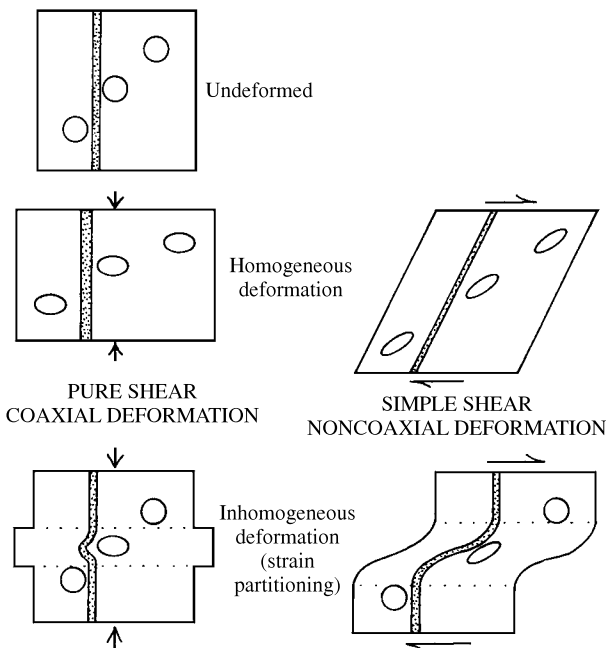 Undeformed
Homogeneous
deformation
PURE SHEAR
COAXIAL DEFORMATION
SIMPLE SHEAR
NONCOAXIAL DEFORMATION
Inhomogeneous
deformation
(strain
partitioning)